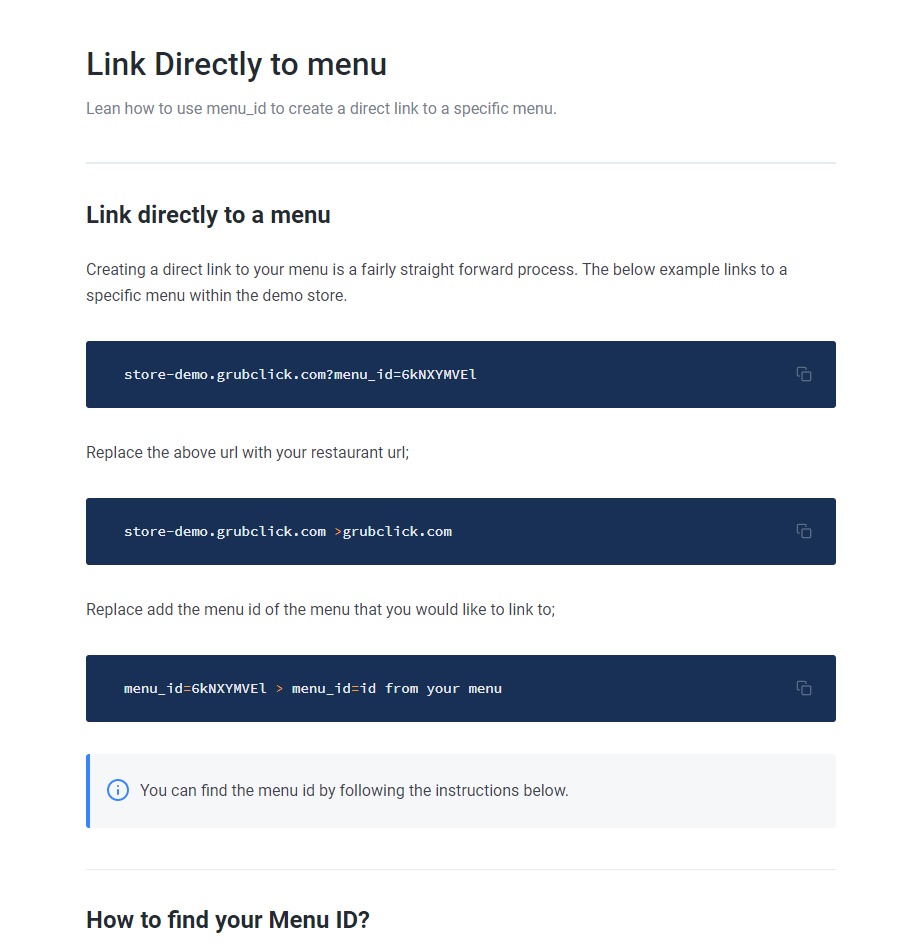 Link Directly to menu
Lean how to use menu_id to create a direct link to a specific menu.
Link directly to a menu
Creating a direct link to your menu is a fairly straight forward process. The below example links to a
specific menu within the demo store.
store-demo.grubclick.com?menu_id=6kNXYMVEl
Replace the above url with your restaurant url;
store-demo.grubclick.com >grubclick.com
Replace add the menu id of the menu that you would like to link to;
menu_id=6kNXYMVEl > menu_id=id from your menu
You can find the menu id by following the instructions below.
How to find your Menu ID?